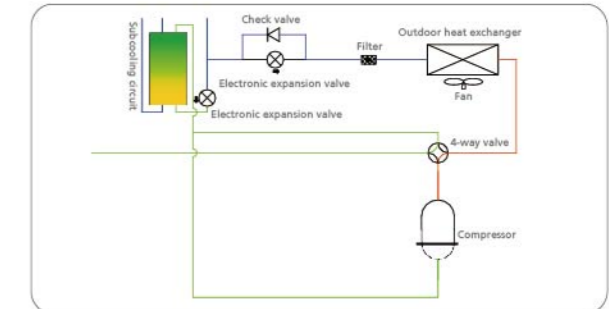 Check valve
Outdoor heat exchanger
Filter
Subcooling circuit
Electronic expansion valve
Fan
Electronic expansion valve
4-way valve
Compressor